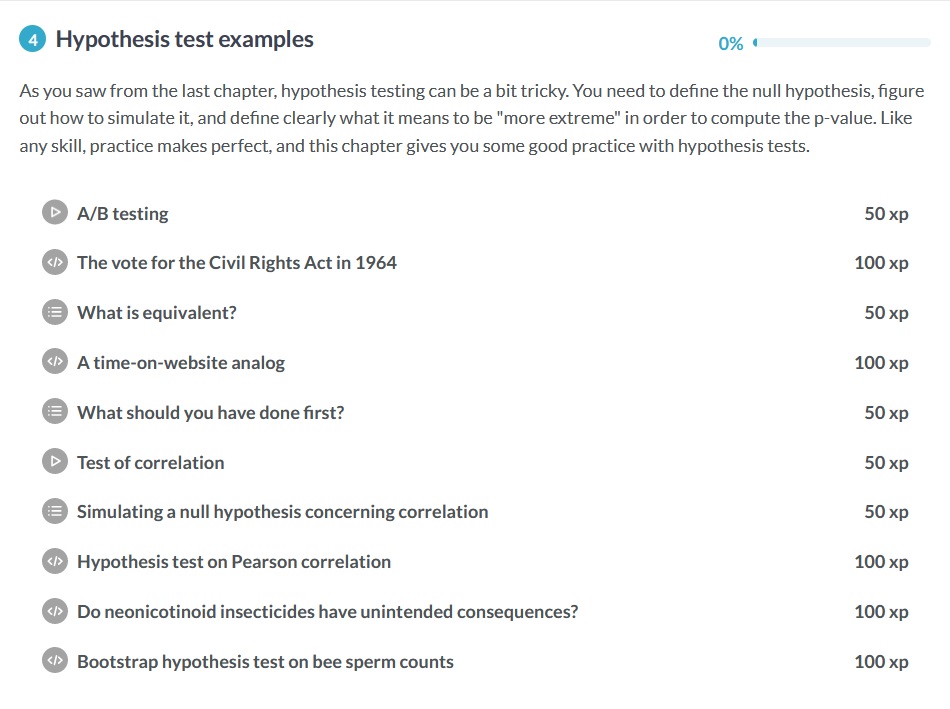 4 Hypothesis test examples
0%
As you saw from the last chapter, hypothesis testing can be a bit tricky. You need to define the null hypothesis, figure
out how to simulate it, and define clearly what it means to be "more extreme" in order to compute the p-value. Like
any skill, practice makes perfect, and this chapter gives you some good practice with hypothesis tests.
A/B testing 50 xp
The vote for the Civil Rights Act in 1964 100 xp
What is equivalent? 50 xp
A time-on-website analog 100 xp
What should you have done first? 50 xp
Test of correlation 50 xp
Simulating a null hypothesis concerning correlation 50 xp
Hypothesis test on Pearson correlation 100 xp
Do neonicotinoid insecticides have unintended consequences? 100 xp
Bootstrap hypothesis test on bee sperm counts 100 xp